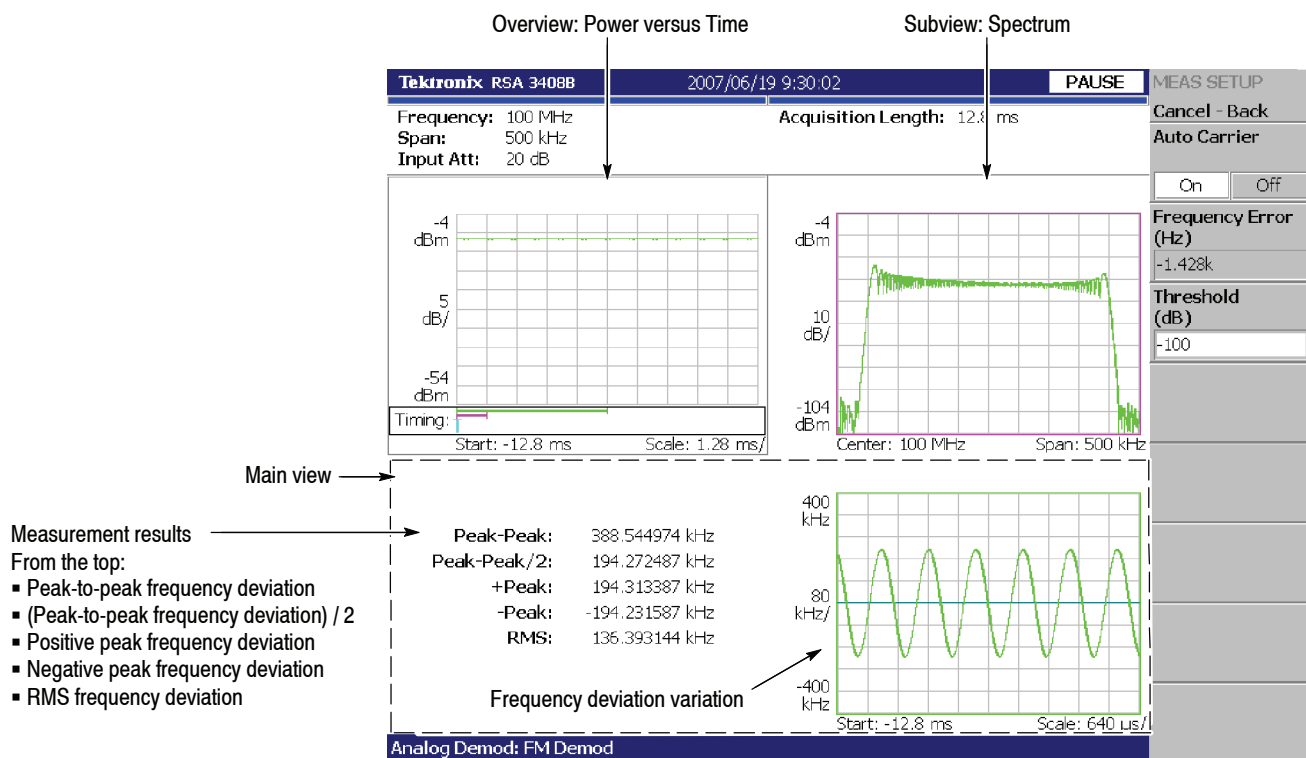 Overview: Power versus Time
Subview: Spectrum
Tektronix RSA 3408B
2007/06/19 9:30:02
PAUSE
MEAS SETUP
Frequency: 100 MHz
Acquisition Length: 12.8 ms
Span: 500 kHz
Input Att: 20 dB
Cancel - Back
Auto Carrier
On
Off
Frequency Error
(Hz)
-1.428k
Threshold
(dB)
-100
-4
dBm
5
dB/
-54
dBm
Timing:
Start: -12.8 ms
Scale: 1.28 ms/
-4
dBm
10
dB/
-104
dBm
Center: 100 MHz
Span: 500 kHz
Main view
Measurement results
From the top:
▪ Peak-to-peak frequency deviation
▪ (Peak-to-peak frequency deviation) / 2
▪ Positive peak frequency deviation
▪ Negative peak frequency deviation
▪ RMS frequency deviation
Peak-Peak: 388.544974 kHz
Peak-Peak/2: 194.272487 kHz
+Peak: 194.313387 kHz
-Peak: -194.231587 kHz
RMS: 136.393144 kHz
Frequency deviation variation
400
kHz
80
kHz/
-400
kHz
Start: -12.8 ms
Scale: 640 µs/
Analog Demod: FM Demod